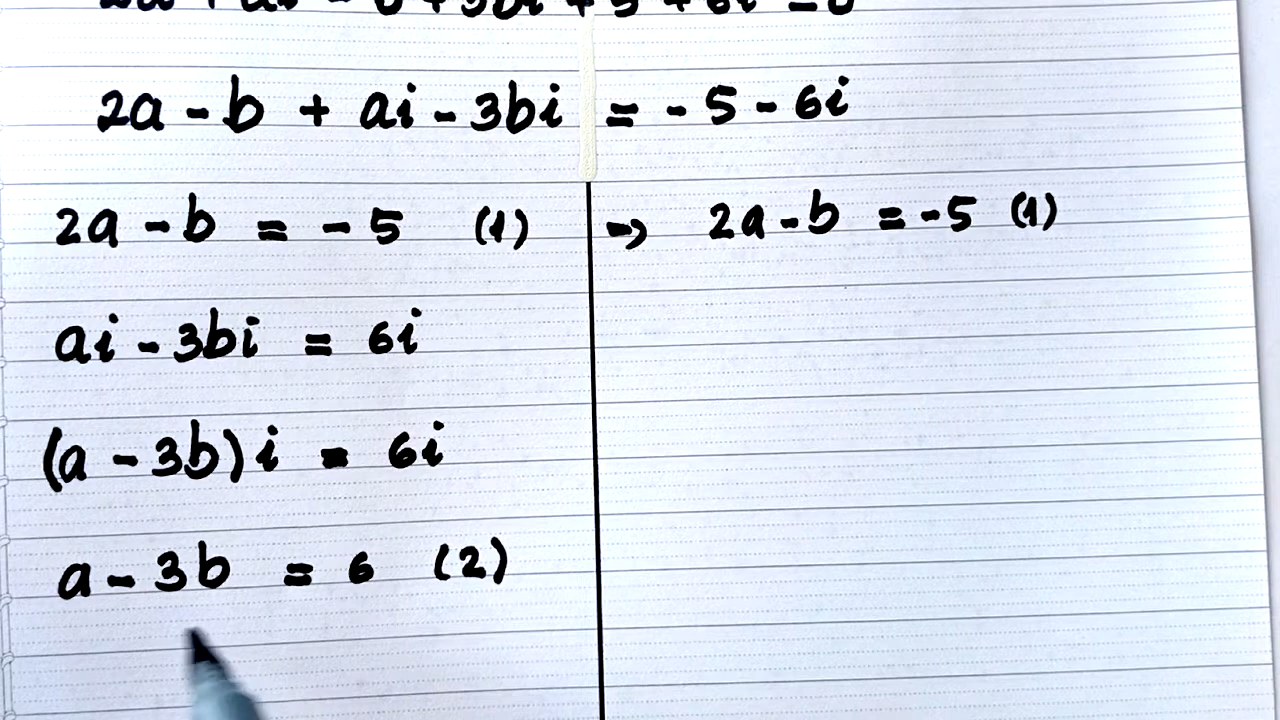 2a - b + ai - 3bi = - 5 - 6i
2a - b = - 5 (1)
ai - 3bi = 6i
(a - 3b)i = 6i
a - 3b = 6 (2)
=> 2a - b = -5 (1)